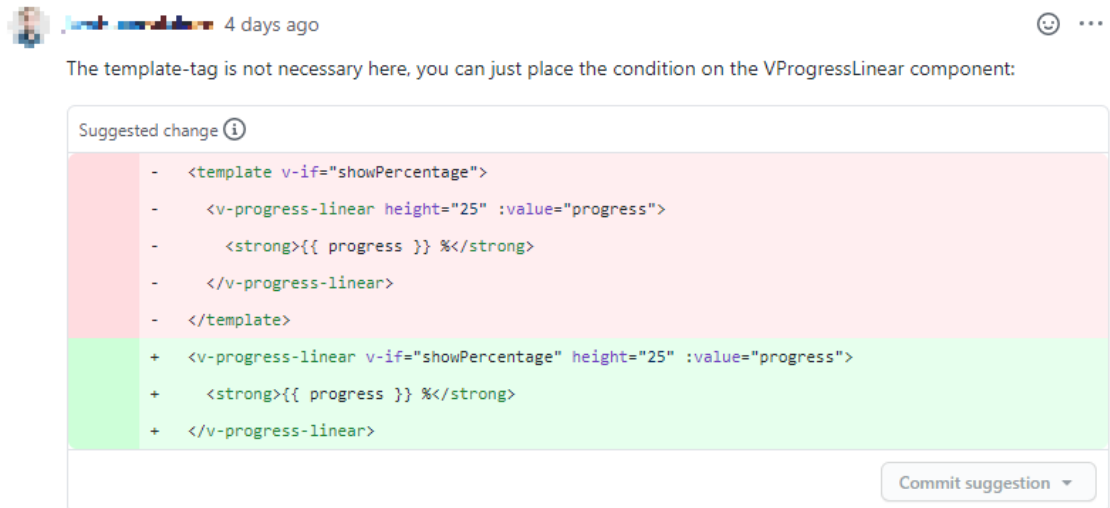 4 days ago
The template-tag is not necessary here, you can just place the condition on the VProgressLinear component:
Suggested change
- <template v-if="showPercentage">
- <v-progress-linear height="25" :value="progress">
- <strong>{{ progress }} %</strong>
- </v-progress-linear>
- </template>
+ <v-progress-linear v-if="showPercentage" height="25" :value="progress">
+ <strong>{{ progress }} %</strong>
+ </v-progress-linear>
Commit suggestion